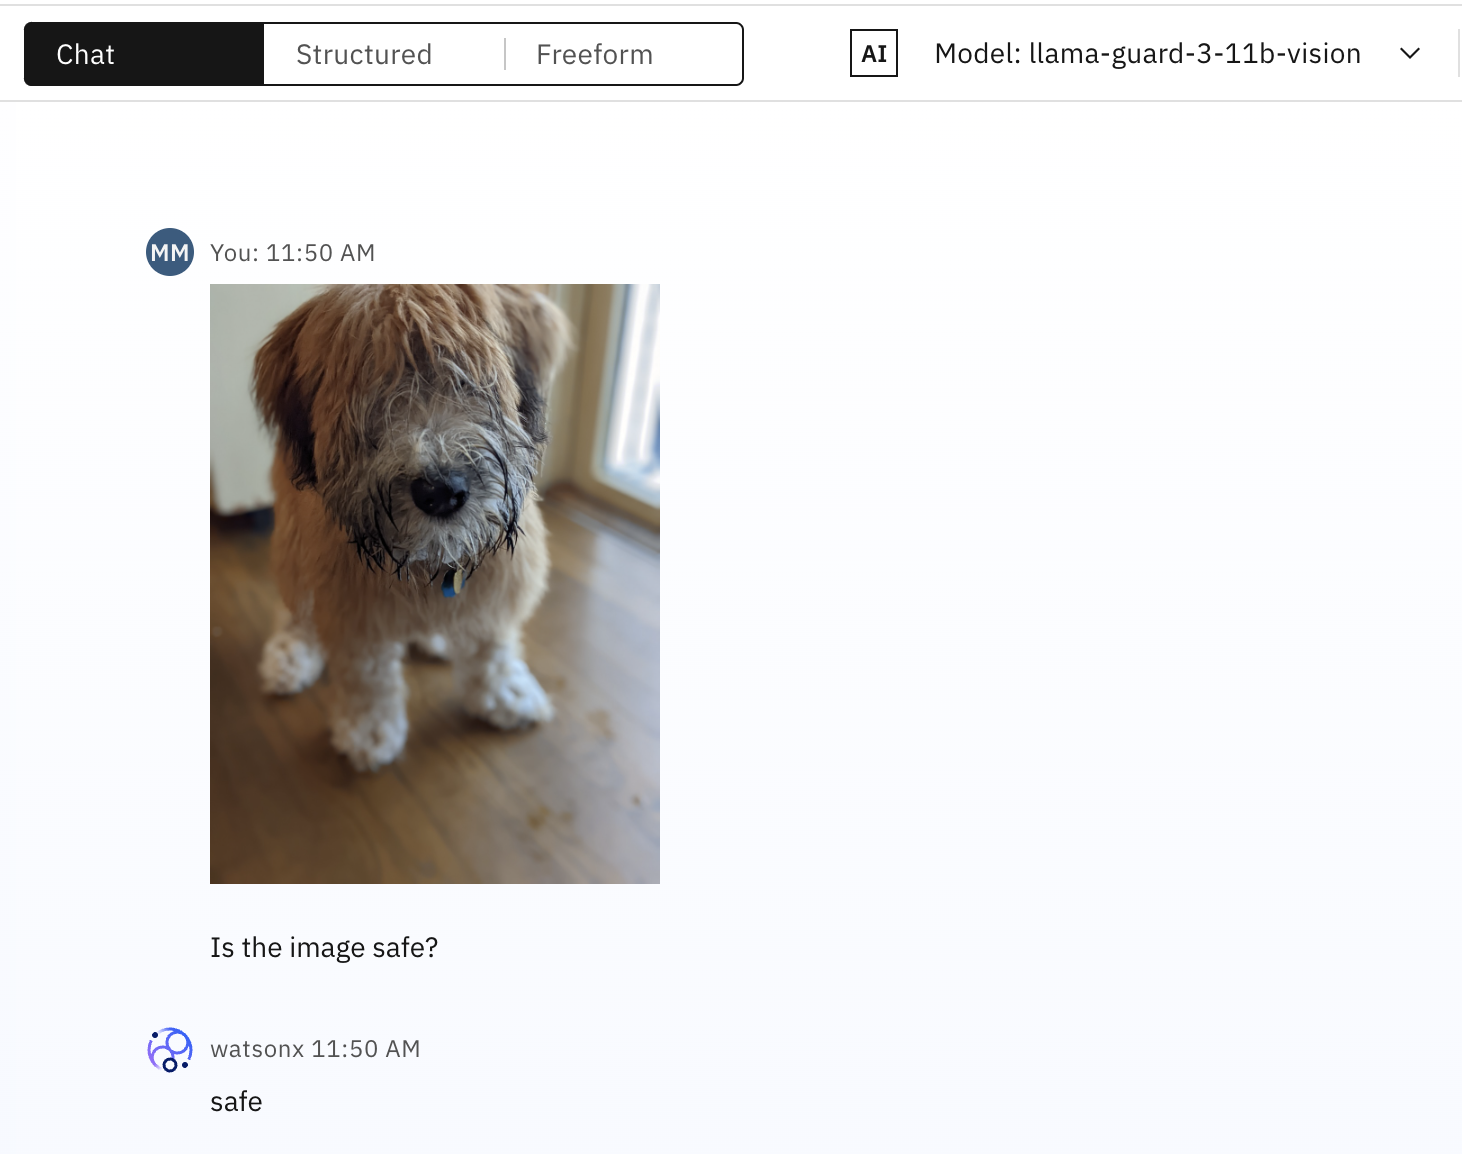 Chat
Structured
Freeform
AI
Model: llama-guard-3-11b-vision
MM
You: 11:50 AM
Is the image safe?
watsonx 11:50 AM
safe